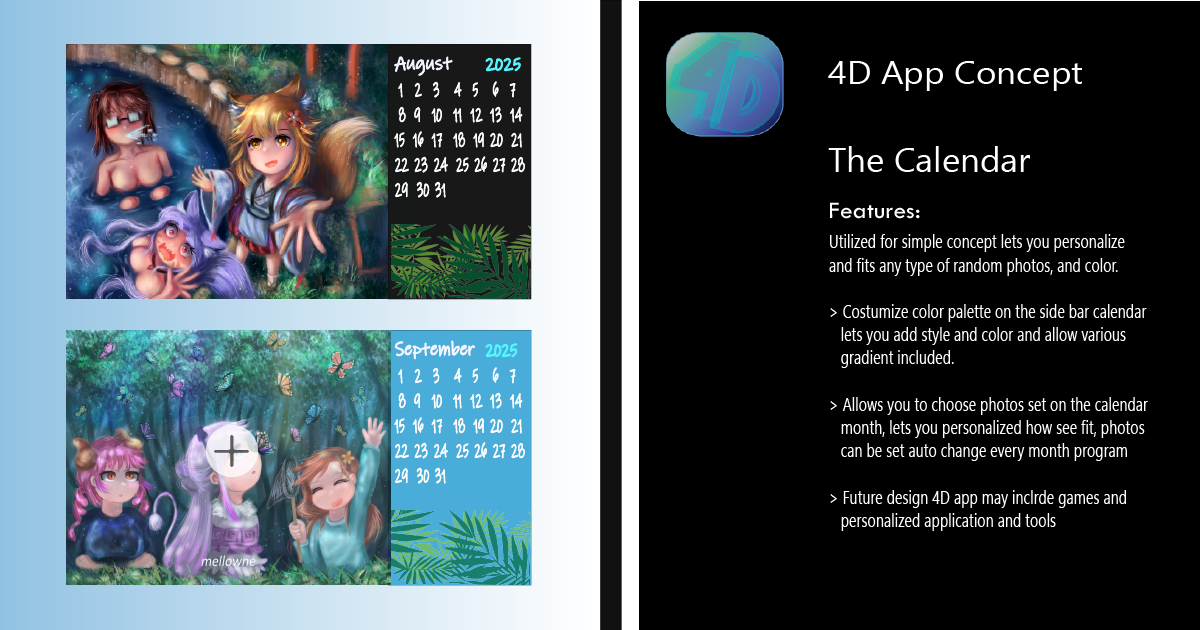 August 2025
1 2 3 4 5 6 7
8 9 10 11 12 13 14
15 16 17 18 19 20 21
22 23 24 25 26 27 28
29 30 31
September 2025
1 2 3 4 5 6 7
8 9 10 11 12 13 14
15 16 17 18 19 20 21
22 23 24 25 26 27 28
29 30 31
mellowne
4D
4D App Concept
The Calendar
Features:
Utilized for simple concept lets you personalize
and fits any type of random photos, and color.
> Costumize color palette on the side bar calendar
lets you add style and color and allow various
gradient included.
> Allows you to choose photos set on the calendar
month, lets you personalized how see fit, photos
can be set auto change every month program
> Future design 4D app may inclrde games and
personalized application and tools